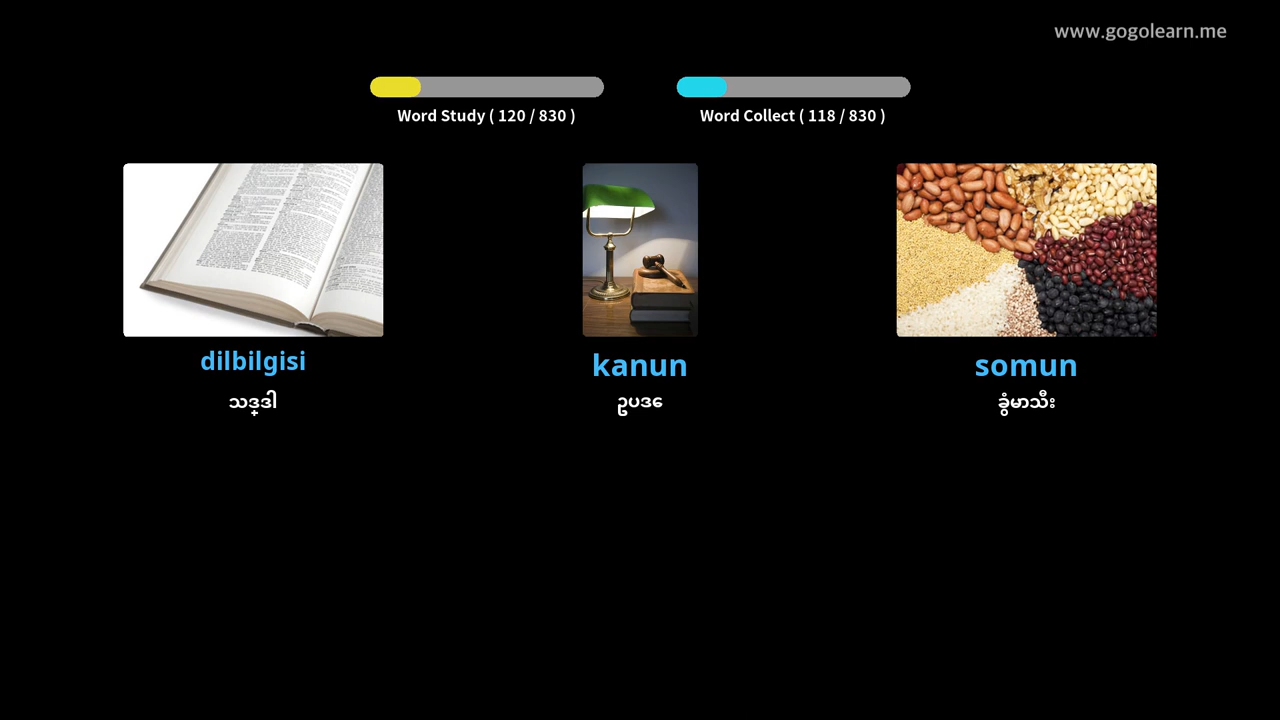 www.gogolearn.me
Word Study ( 120 / 830 )
Word Collect ( 118 / 830 )
dilbilgisi
kanun
somun
သဒ္ဒါ
ဥပဒေ
ခွံမာသီး